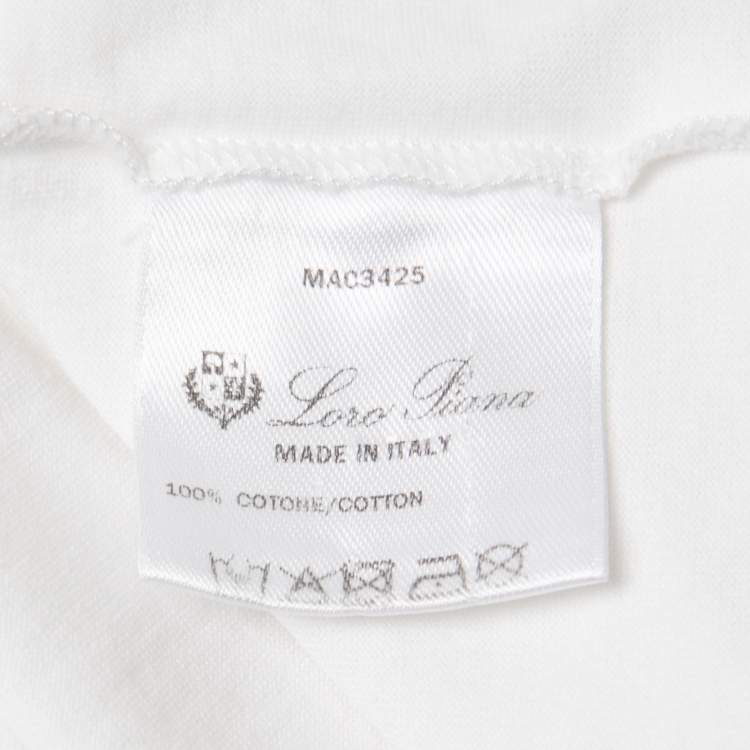 MAC3425
Loro Piana
MADE IN ITALY
100% COTONE/COTTON